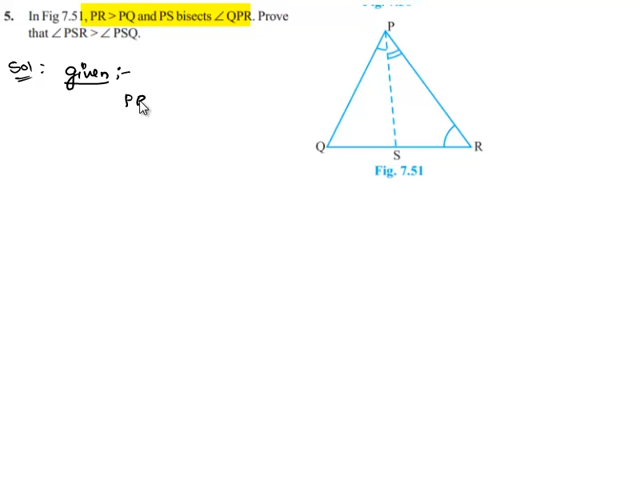 5. In Fig 7.51, PR > PQ and PS bisects ∠ QPR. Prove
that ∠ PSR > ∠ PSQ.
Sol : given :-
PR
P
Q
S
R
Fig. 7.51